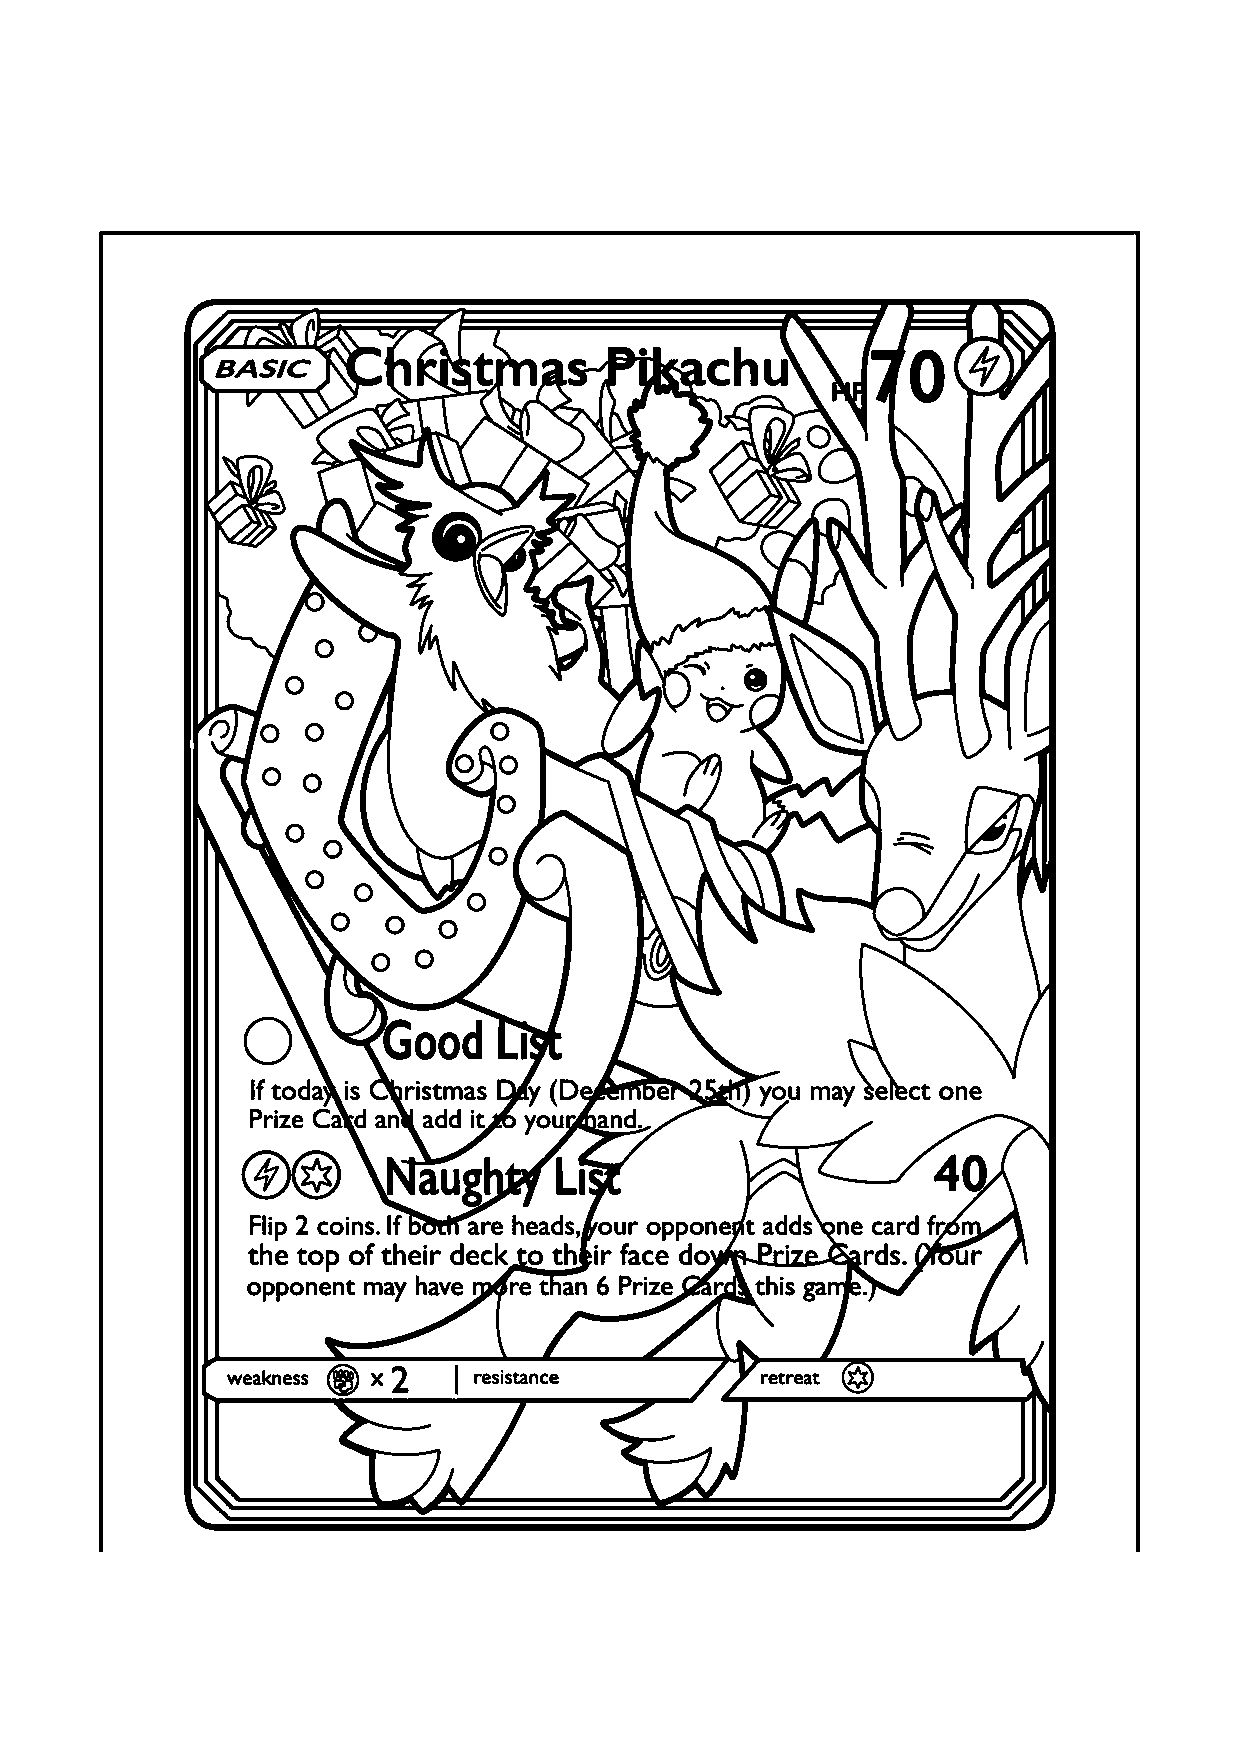 BASIC Christmas Pikachu HP 70
Good List
If today is Christmas Day (December 25th) you may select one
Prize Card and add it to your hand.
Naughty List 40
Flip 2 coins. If both are heads, your opponent adds one card from
the top of their deck to their face down Prize Cards. (Your
opponent may have more than 6 Prize Cards this game.)
weakness x 2 | resistance retreat